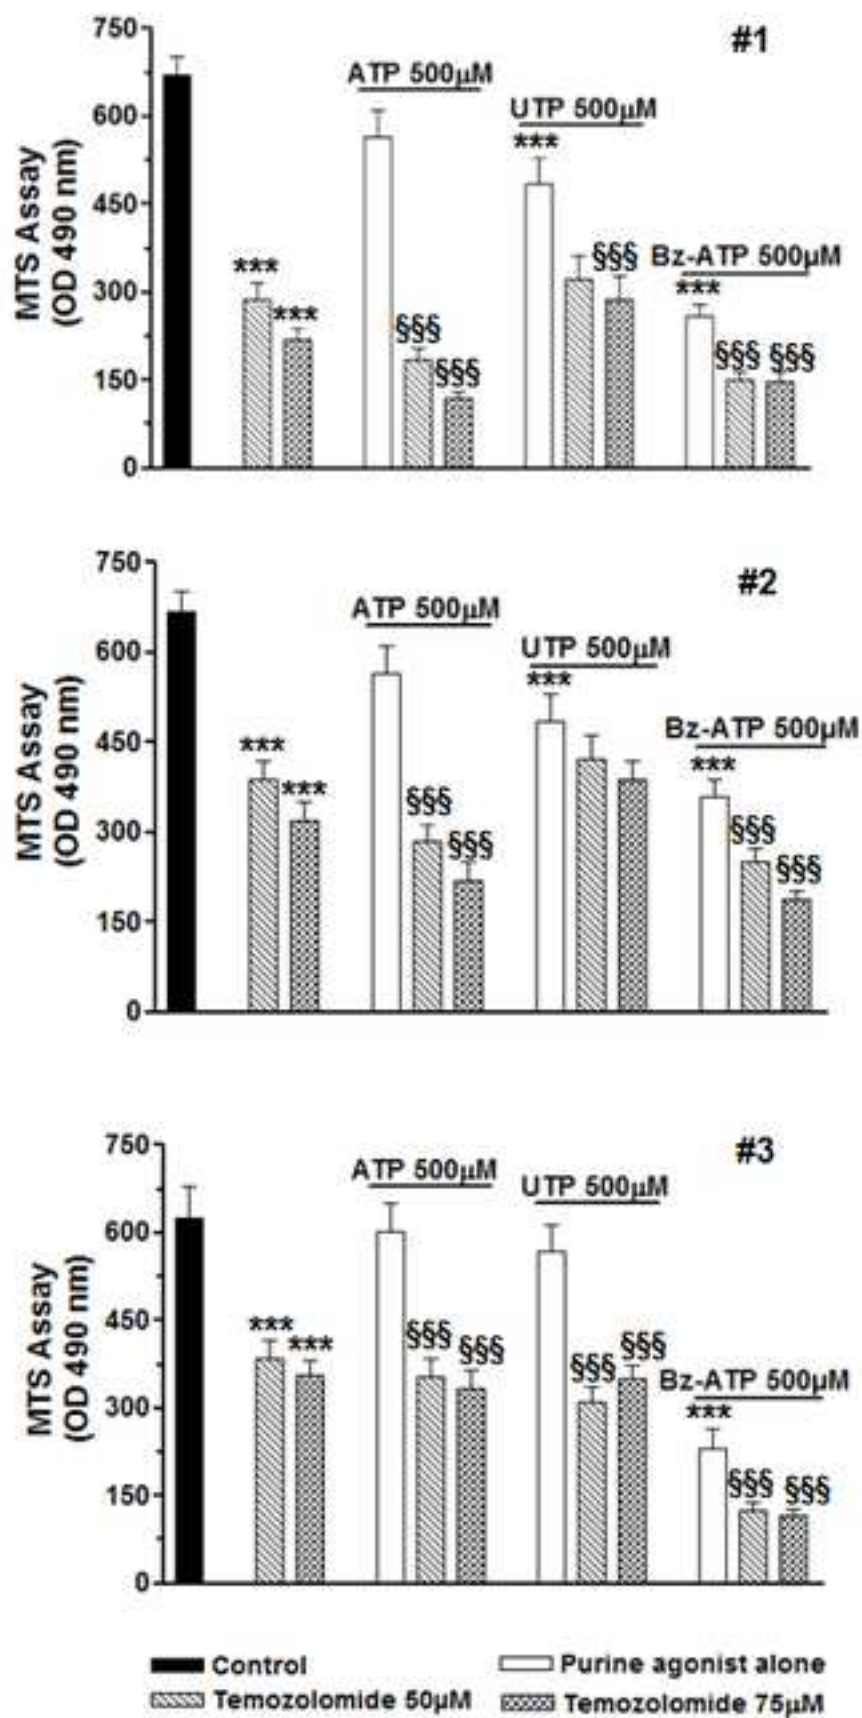 #1
750
600
450
300
150
0
MTS Assay
(OD 490 nm)
ATP 500µM
UTP 500µM
Bz-ATP 500µM
***
***
§§§
§§§
***
§§§
***
§§§
§§§
#2
750
600
450
300
150
0
MTS Assay
(OD 490 nm)
ATP 500µM
UTP 500µM
Bz-ATP 500µM
***
***
§§§
§§§
***
***
§§§
§§§
#3
750
600
450
300
150
0
MTS Assay
(OD 490 nm)
ATP 500µM
UTP 500µM
Bz-ATP 500µM
***
***
§§§
§§§
§§§
§§§
***
§§§
§§§
Control
Purine agonist alone
Temozolomide 50µM
Temozolomide 75µM